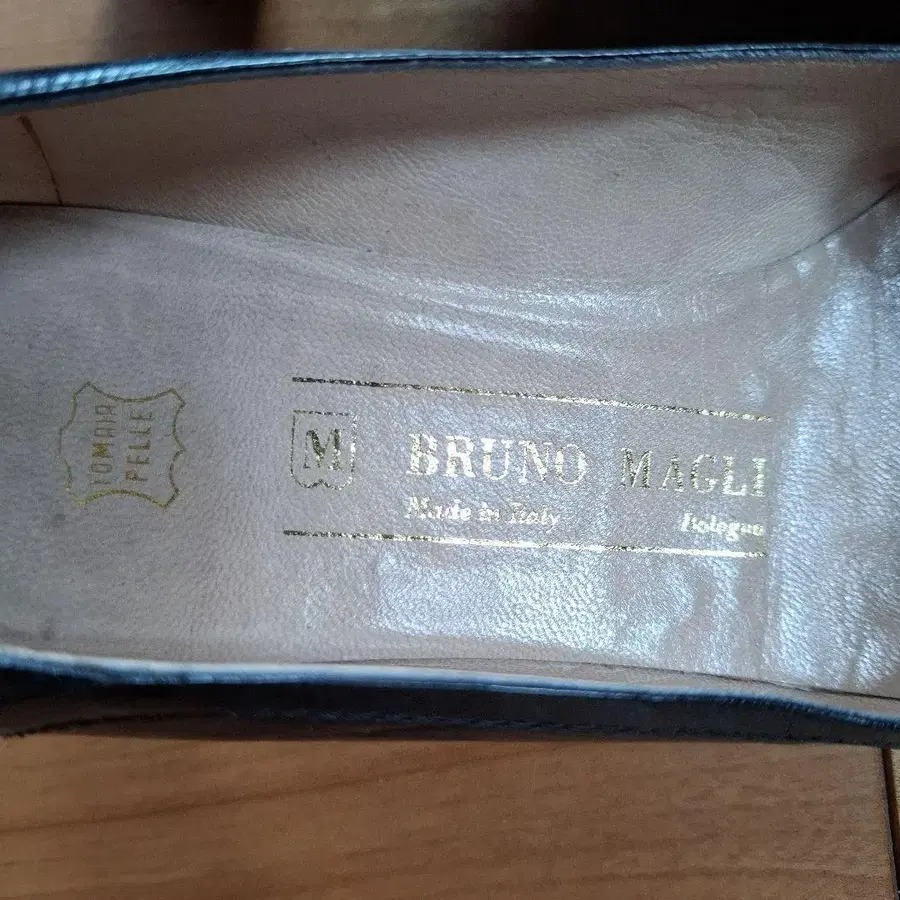 TOMAIA
PELLE
M
BRUNO MAGLI
Made in Italy
Bologna